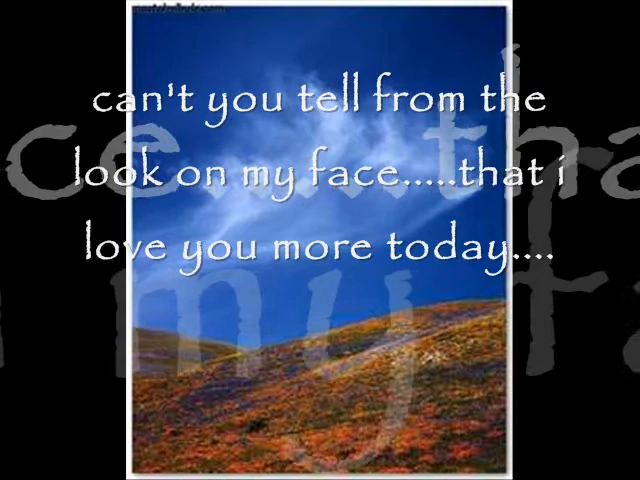 can't you tell from the
look on my face.....that i
love you more today....